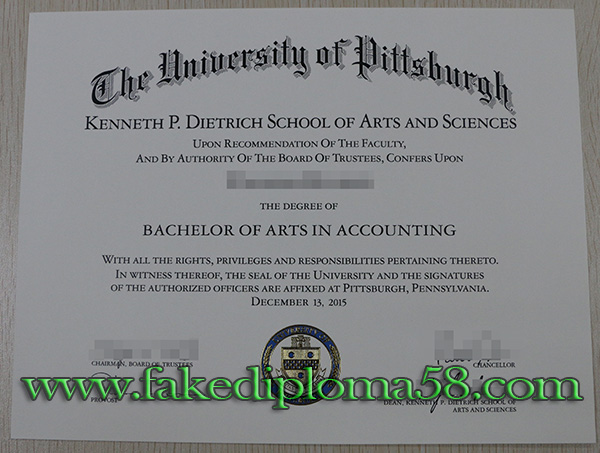 The University of Pittsburgh
KENNETH P. DIETRICH SCHOOL OF ARTS AND SCIENCES
UPON RECOMMENDATION OF THE FACULTY,
AND BY AUTHORITY OF THE BOARD OF TRUSTEES, CONFERS UPON
THE DEGREE OF
BACHELOR OF ARTS IN ACCOUNTING
WITH ALL THE RIGHTS, PRIVILEGES AND RESPONSIBILITIES PERTAINING THERETO.
IN WITNESS THEREOF, THE SEAL OF THE UNIVERSITY AND THE SIGNATURES
OF THE AUTHORIZED OFFICERS ARE AFFIXED AT PITTSBURGH, PENNSYLVANIA.
DECEMBER 13, 2015
CHAIRMAN, BOARD OF TRUSTEES
CHANCELLOR
www.fakediploma58.com
PROVOST
DEAN, KENNETH P. DIETRICH SCHOOL OF
ARTS AND SCIENCES